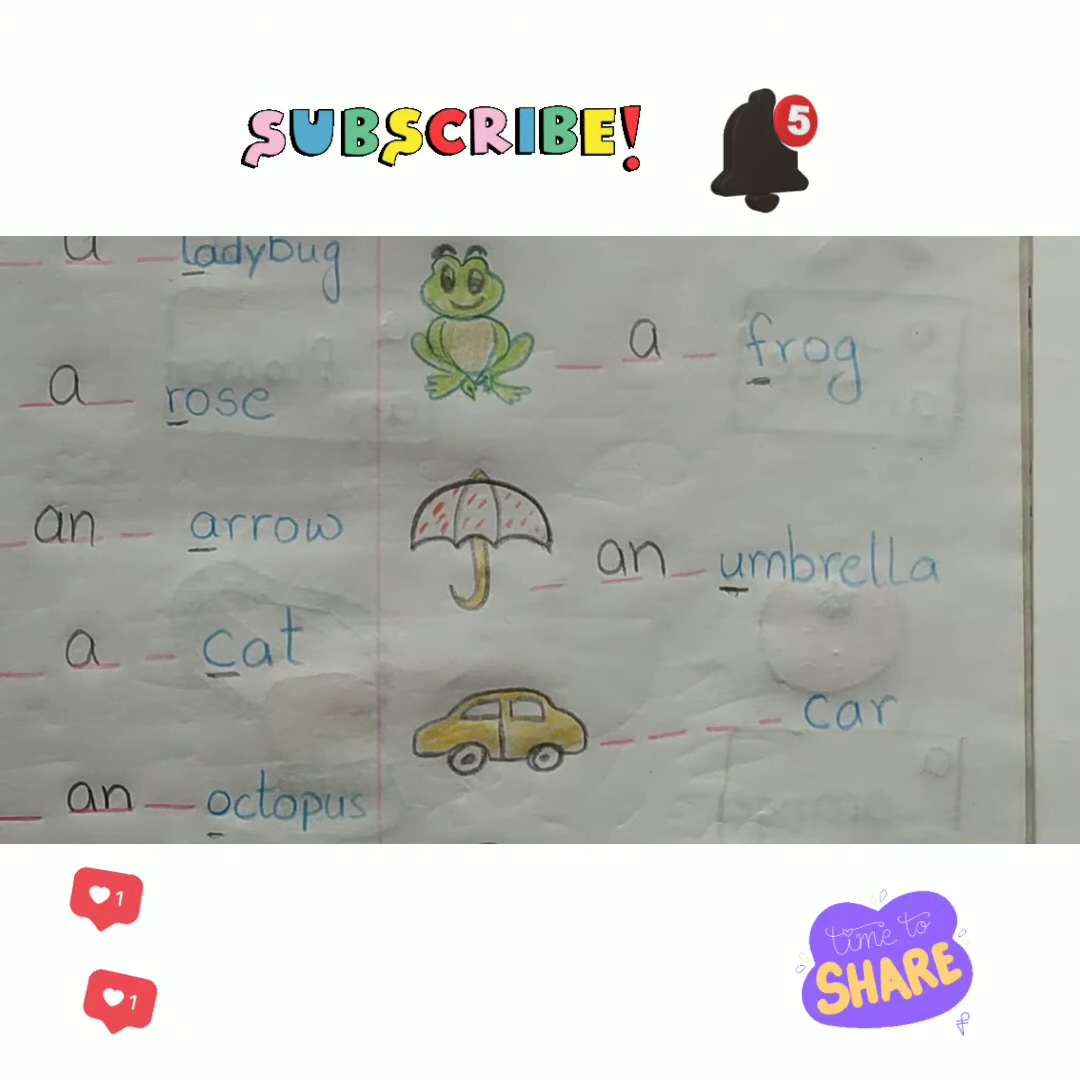 SUBSCRIBE!
5
a ladybug
a rose
an arrow
a cat
an octopus
a frog
an umbrella
car
1
1
time to
SHARE